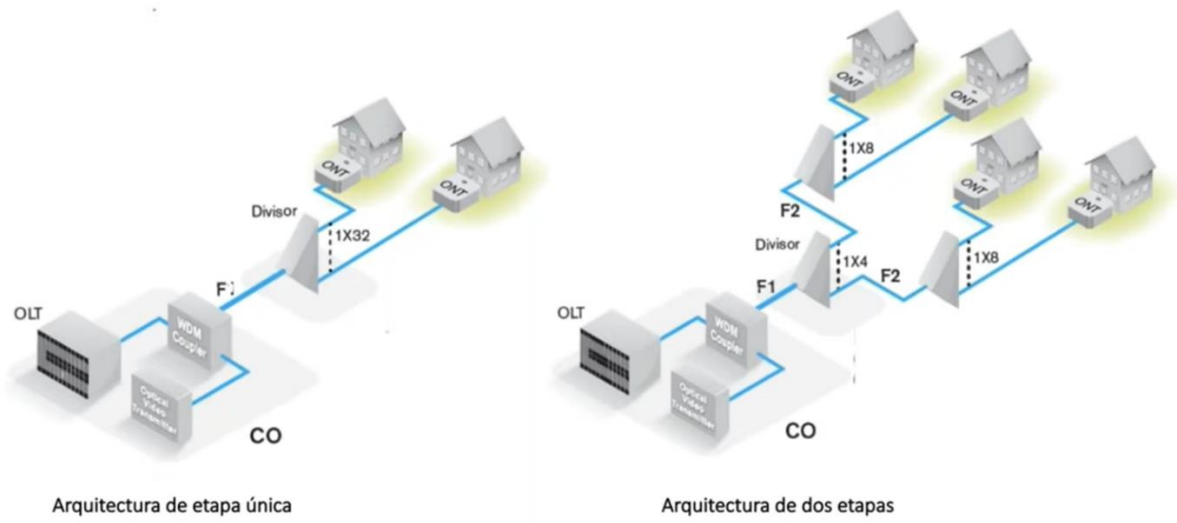 ONT
ONT
Divisor
1X32
F1
OLT
WDM
Coupler
Optical
Video
Transmitter
CO
Arquitectura de etapa única
ONT
ONT
1X8
F2
ONT
ONT
Divisor
1X4
F2
1X8
F1
OLT
WDM
Coupler
Optical
Video
Transmitter
CO
Arquitectura de dos etapas